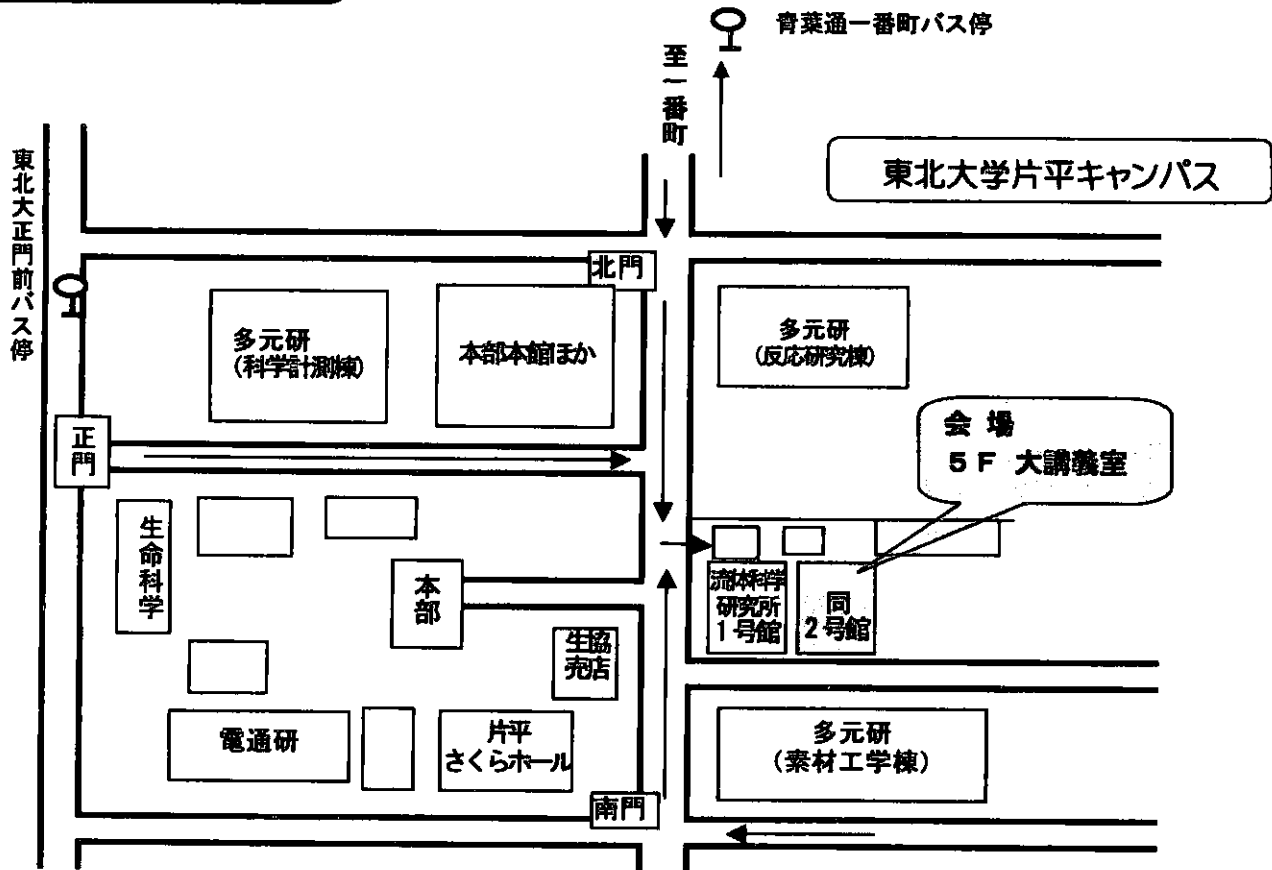 青葉通一番町バス停
至一番町
東北大正門前バス停
東北大学片平キャンパス
北門
多元研
(科学計測棟)
本部本館ほか
多元研
(反応研究棟)
正門
会 場
5F 大講義室
生命科学
本部
流体科学
研究所
1号館
同
2号館
生協
売店
電通研
片平
さくらホール
多元研
(素材工学棟)
南門